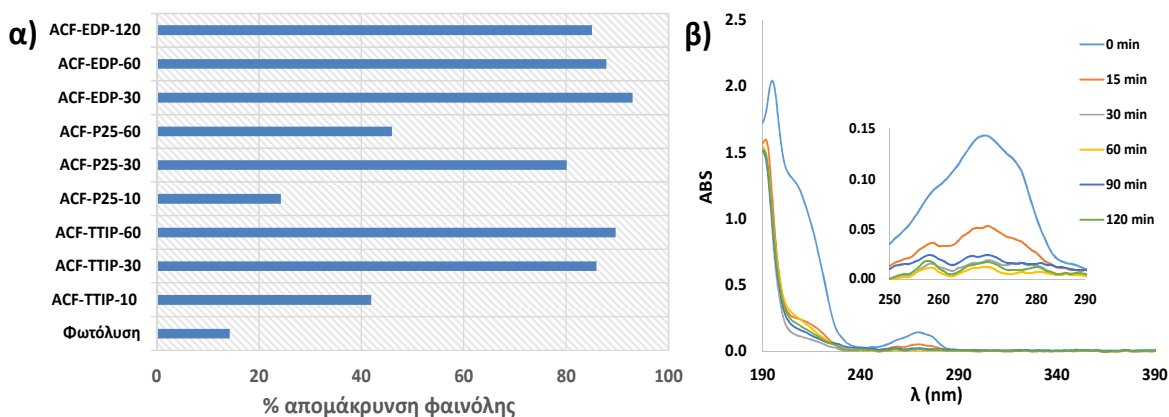 α)
ACF-EDP-120
ACF-EDP-60
ACF-EDP-30
ACF-P25-60
ACF-P25-30
ACF-P25-10
ACF-TTIP-60
ACF-TTIP-30
ACF-TTIP-10
Φωτόλυση
0 20 40 60 80 100
% απομάκρυνση φαινόλης
β)
2.5
2.0
1.5
1.0
0.5
0.0
ABS
190 240 290 340 390
λ (nm)
0.15
0.10
0.05
0.00
250 260 270 280 290
0 min
15 min
30 min
60 min
90 min
120 min